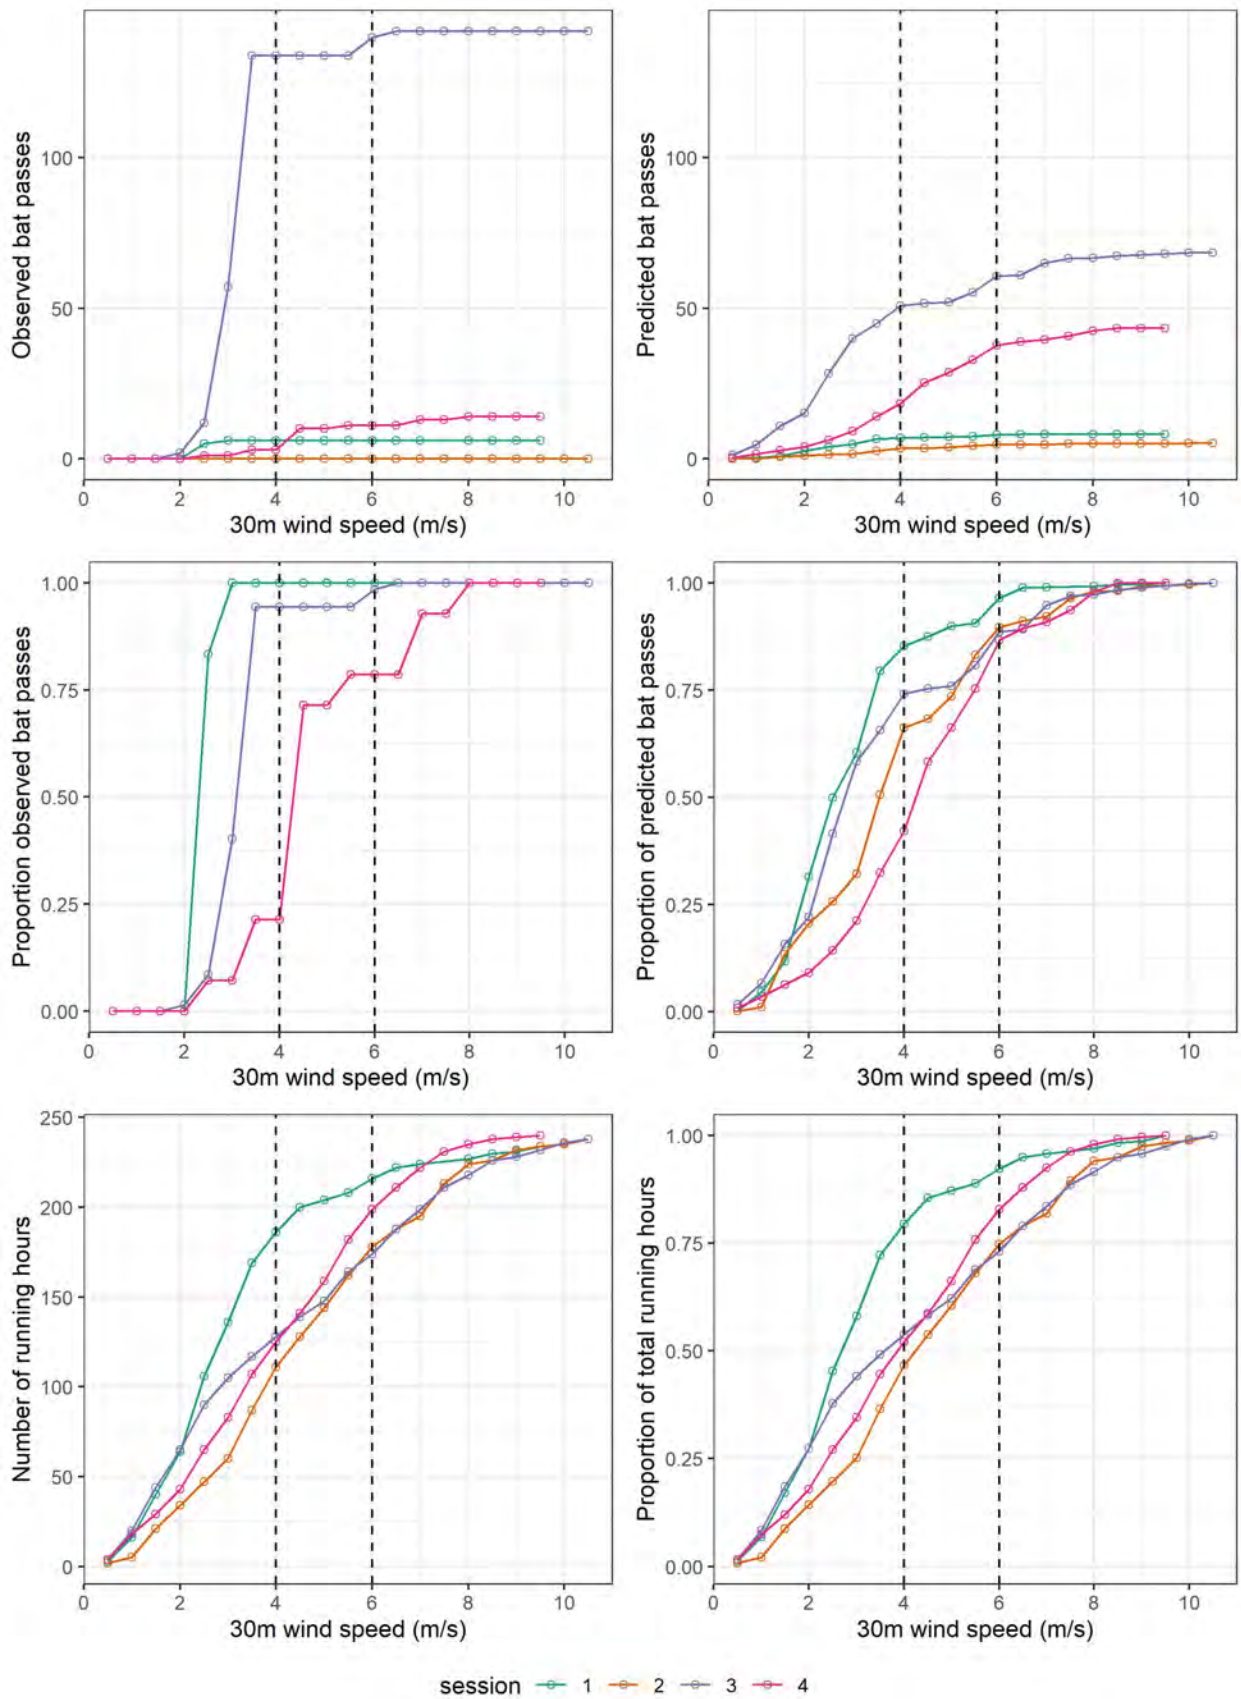 Observed bat passes
100
50
0
0 2 4 6 8 10
30m wind speed (m/s)
Predicted bat passes
100
50
0
0 2 4 6 8 10
30m wind speed (m/s)
Proportion observed bat passes
1.00
0.75
0.50
0.25
0.00
0 2 4 6 8 10
30m wind speed (m/s)
Proportion of predicted bat passes
1.00
0.75
0.50
0.25
0.00
0 2 4 6 8 10
30m wind speed (m/s)
Number of running hours
250
200
150
100
50
0
0 2 4 6 8 10
30m wind speed (m/s)
Proportion of total running hours
1.00
0.75
0.50
0.25
0.00
0 2 4 6 8 10
30m wind speed (m/s)
session 1 2 3 4